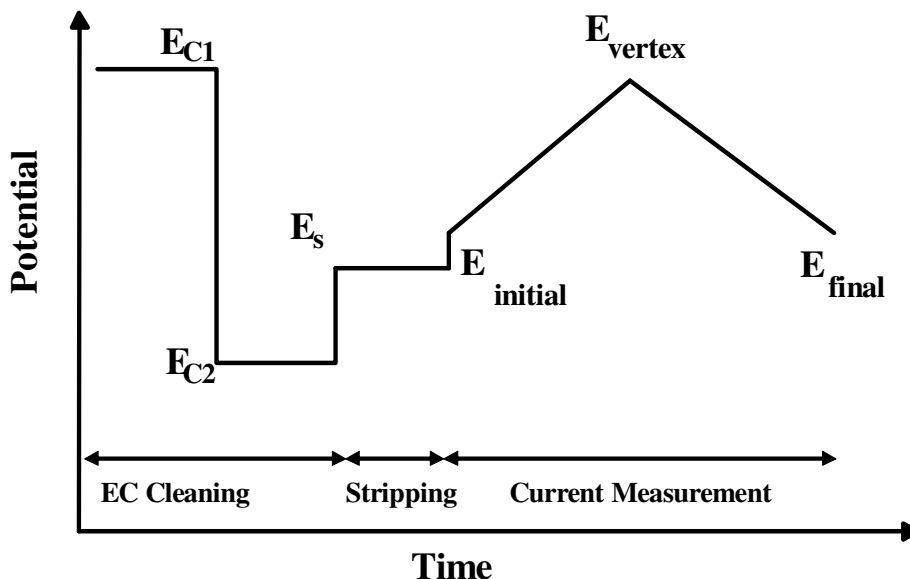 E_C1
E_vertex
Potential
E_s
E_initial
E_final
E_C2
EC Cleaning
Stripping
Current Measurement
Time